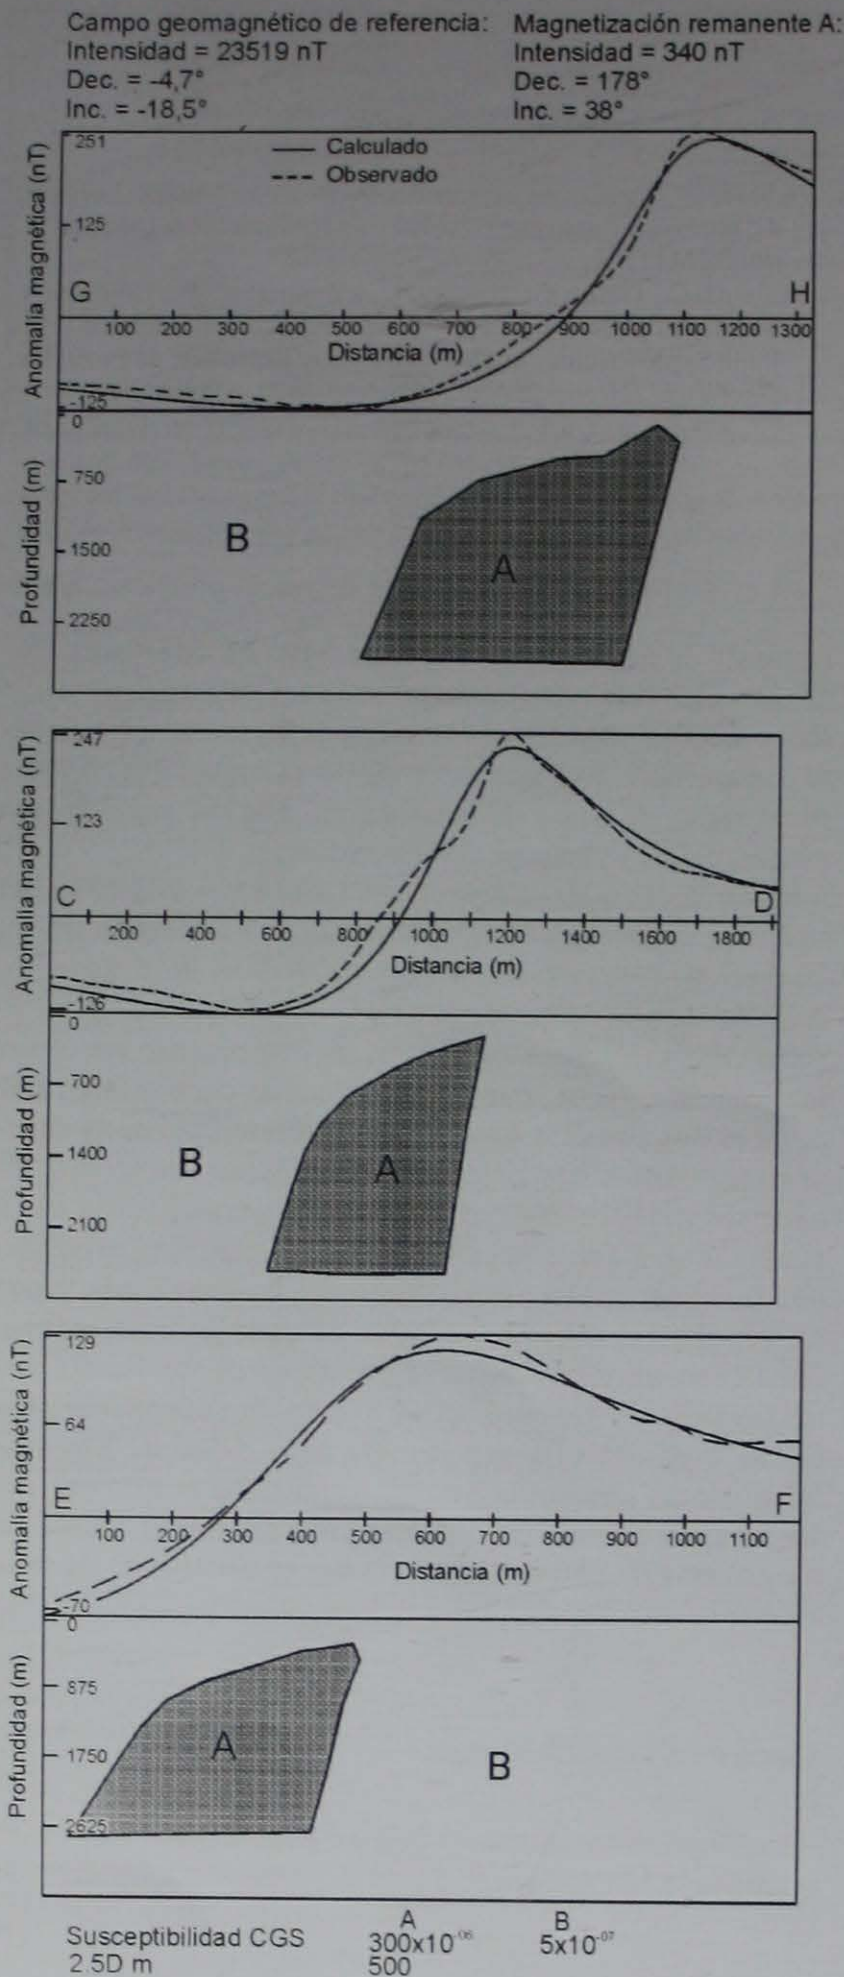 Campo geomagnético de referencia: Magnetización remanente A:
Intensidad = 23519 nT Intensidad = 340 nT
Dec. = -4,7° Dec. = 178°
Inc. = -18,5° Inc. = 38°
Anomalía magnética (nT)
251
Calculado
Observado
125
G H
100 200 300 400 500 600 700 800 900 1000 1100 1200 1300
Distancia (m)
-125
Profundidad (m)
0
750
B
1500
A
2250
Anomalía magnética (nT)
247
123
C D
200 400 600 800 1000 1200 1400 1600 1800
Distancia (m)
-126
Profundidad (m)
0
700
1400
B A
2100
Anomalía magnética (nT)
129
64
E F
100 200 300 400 500 600 700 800 900 1000 1100
Distancia (m)
-70
Profundidad (m)
0
875
A
1750
B
2625
A B
Susceptibilidad CGS 300x10⁻⁰⁶ 5x10⁻⁰⁷
2.5D m 500